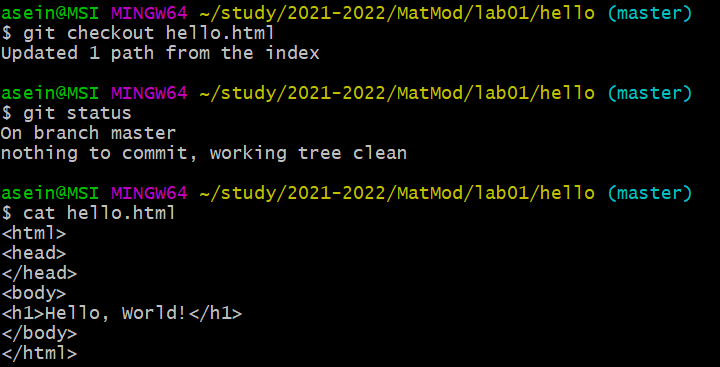 asein@MSI MINGW64 ~/study/2021-2022/MatMod/lab01/hello (master)
$ git checkout hello.html
Updated 1 path from the index

asein@MSI MINGW64 ~/study/2021-2022/MatMod/lab01/hello (master)
$ git status
On branch master
nothing to commit, working tree clean

asein@MSI MINGW64 ~/study/2021-2022/MatMod/lab01/hello (master)
$ cat hello.html
<html>
<head>
</head>
<body>
<h1>Hello, World!</h1>
</body>
</html>